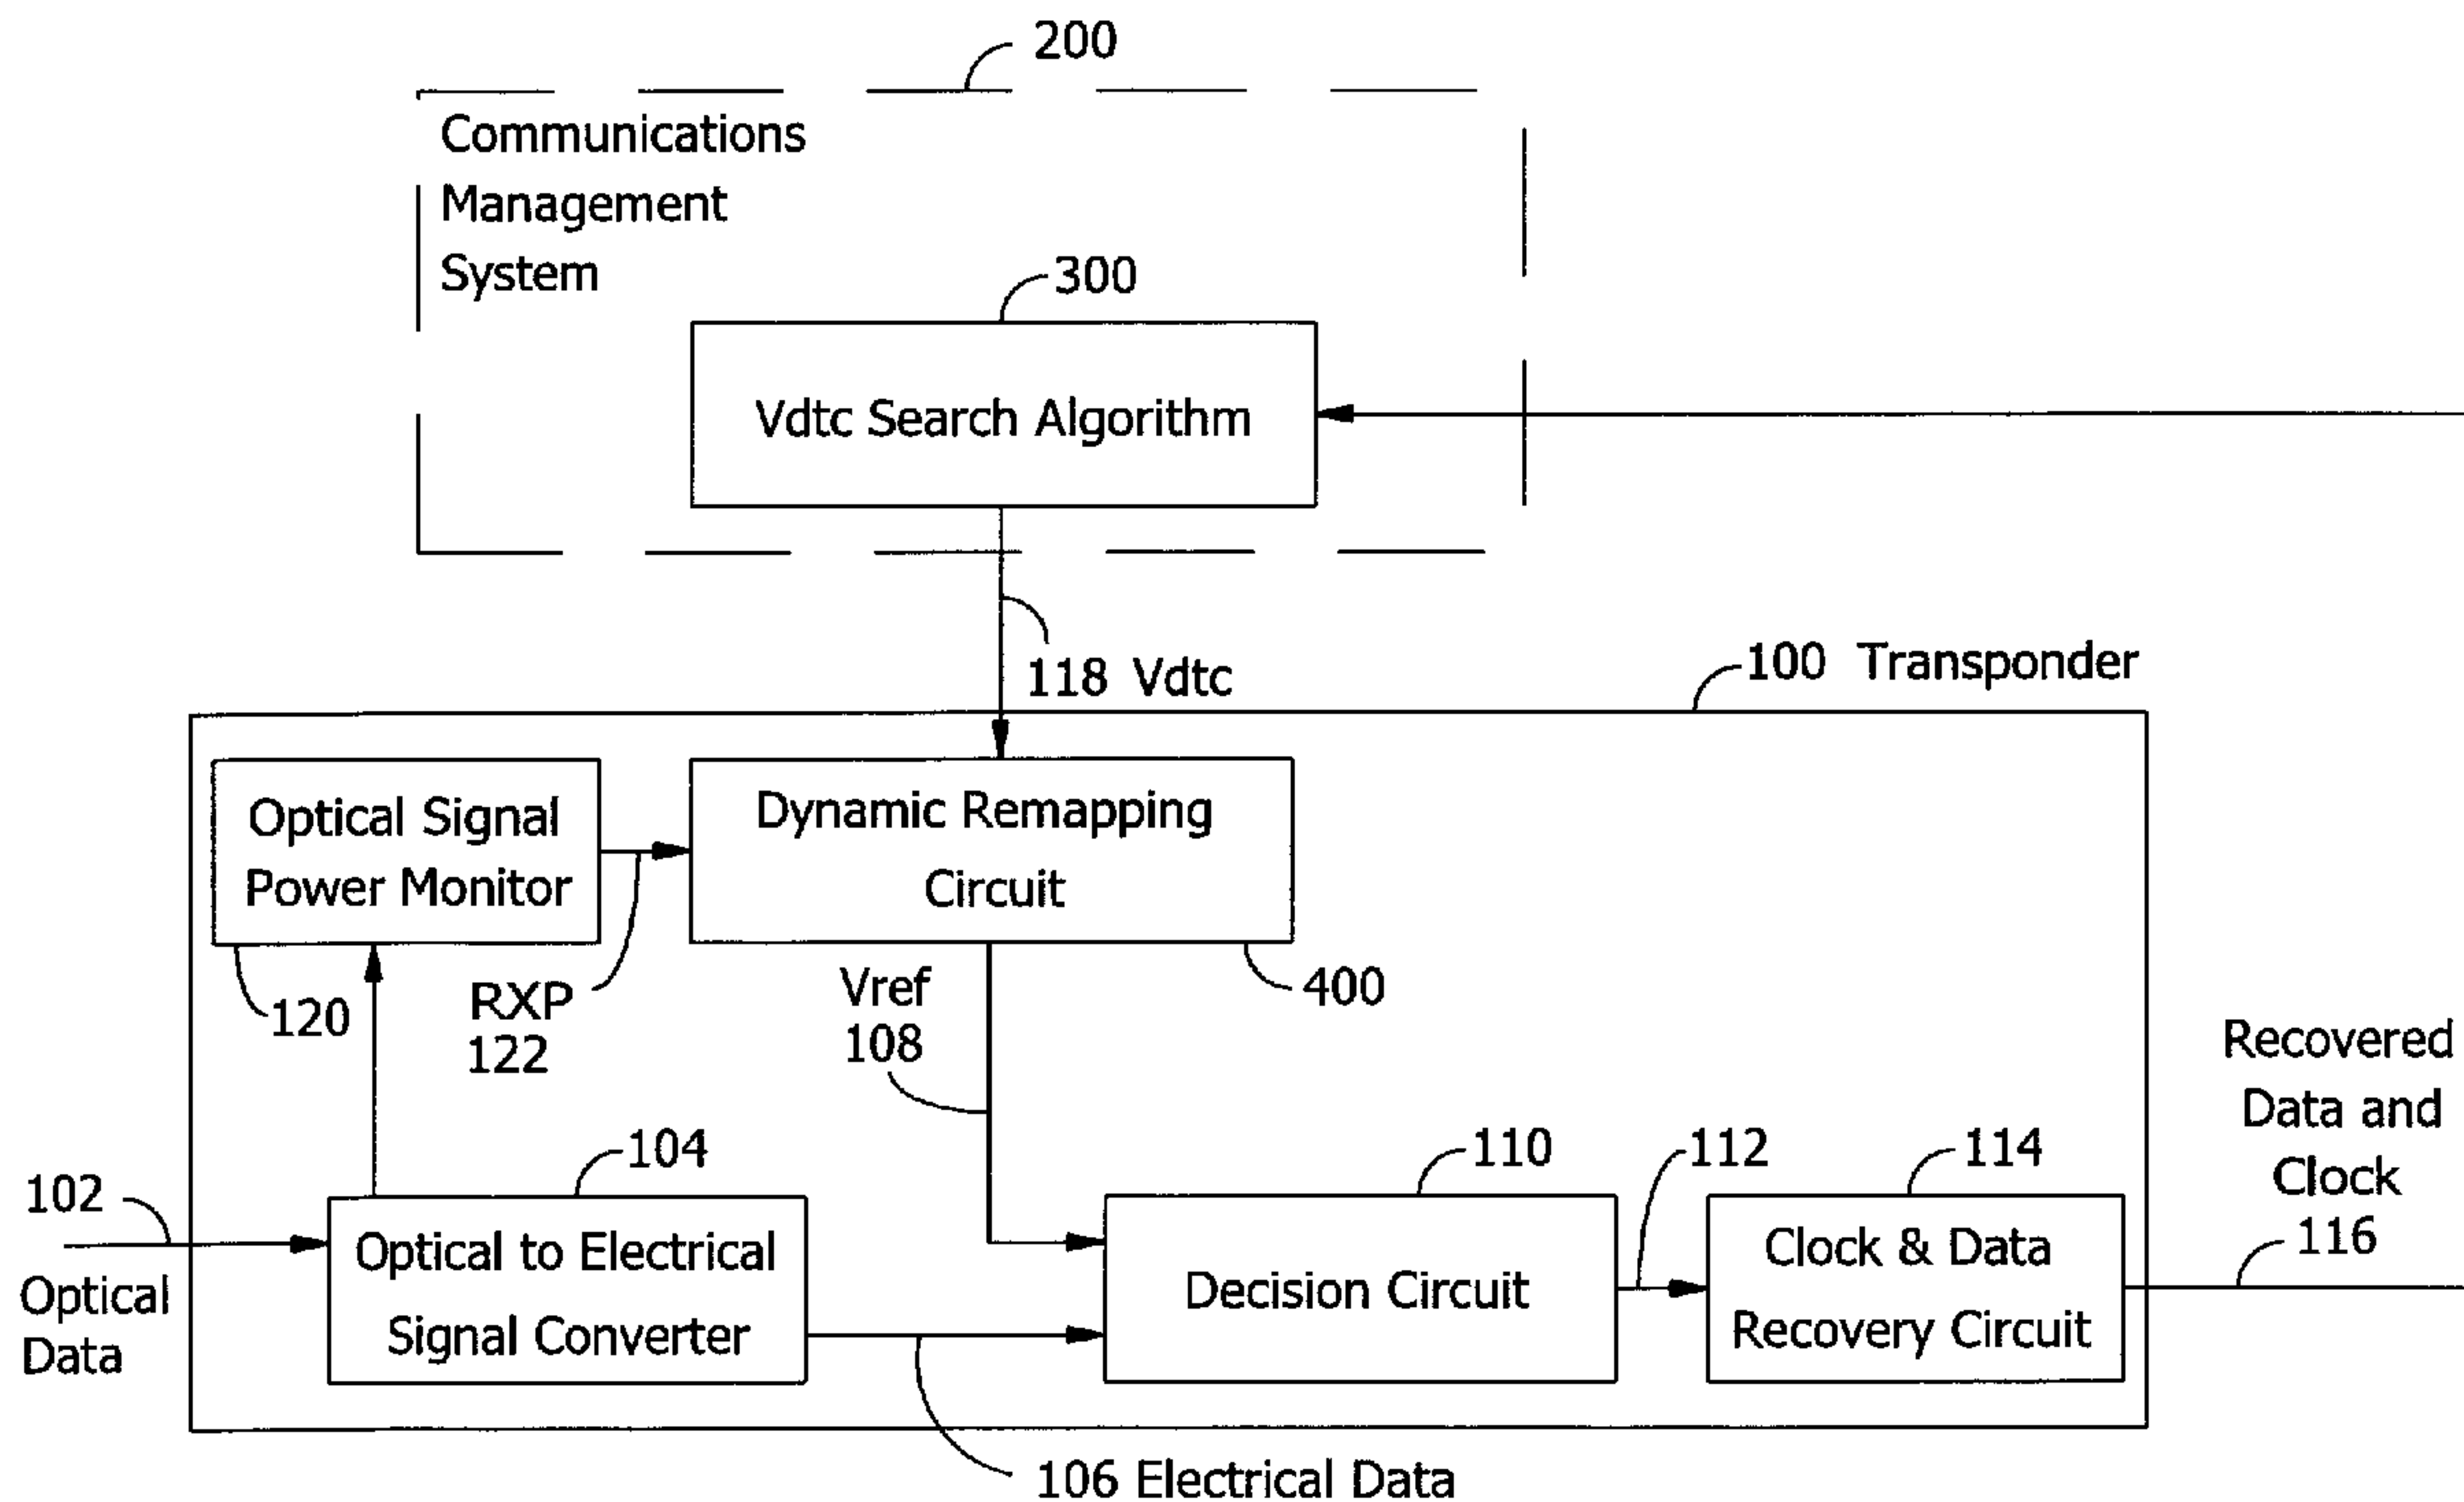 200
Communications
Management
System
300
Vdtc Search Algorithm
118 Vdtc
100 Transponder
Optical Signal
Power Monitor
Dynamic Remapping
Circuit
120
RXP
122
Vref
108
400
Recovered
Data and
Clock
116
102
Optical
Data
104
Optical to Electrical
Signal Converter
110
Decision Circuit
112
114
Clock & Data
Recovery Circuit
106 Electrical Data